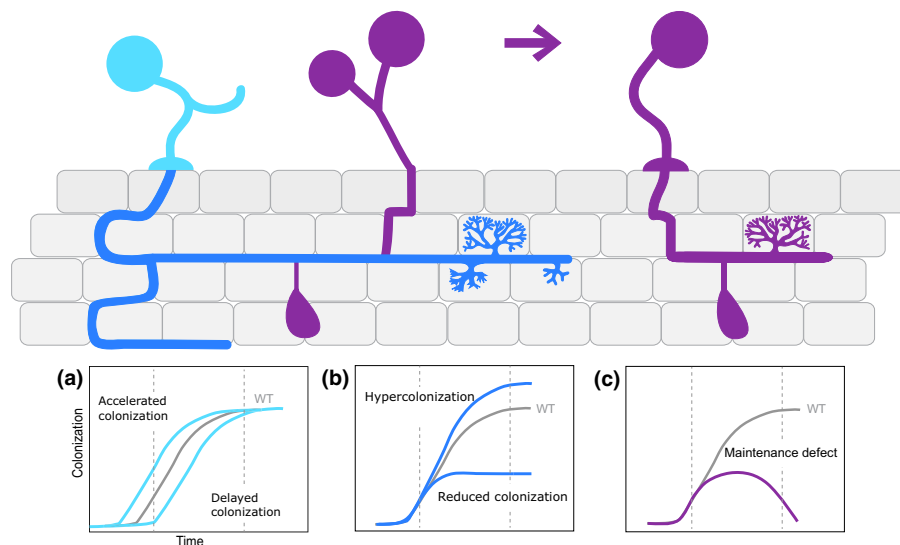 (a)
Accelerated
colonization
WT
Delayed
colonization
Colonization
Time
(b)
Hypercolonization
WT
Reduced colonization
(c)
WT
Maintenance defect